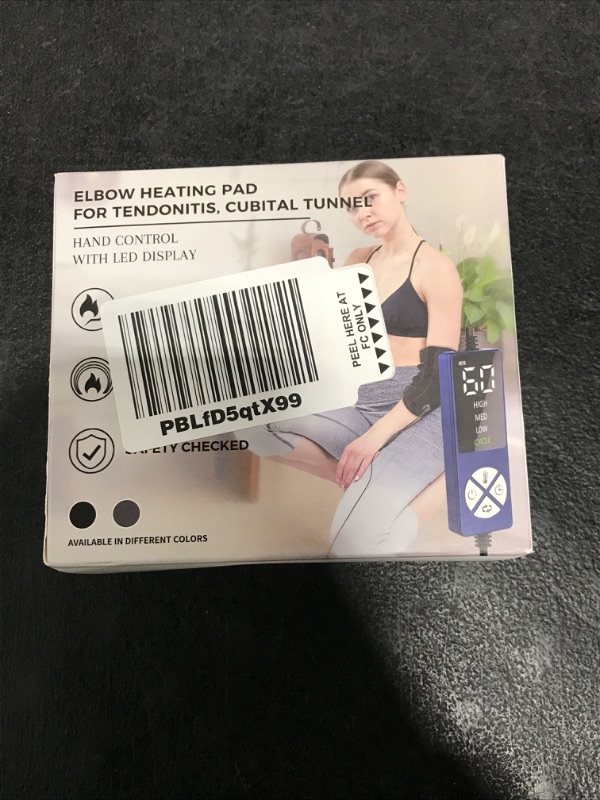 ELBOW HEATING PAD
FOR TENDONITIS, CUBITAL TUNNEL
HAND CONTROL
WITH LED DISPLAY
PEEL HERE AT
FC ONLY
PBLfD5qtX99
SAFETY CHECKED
60
HIGH
MED
LOW
CYCLE
AVAILABLE IN DIFFERENT COLORS